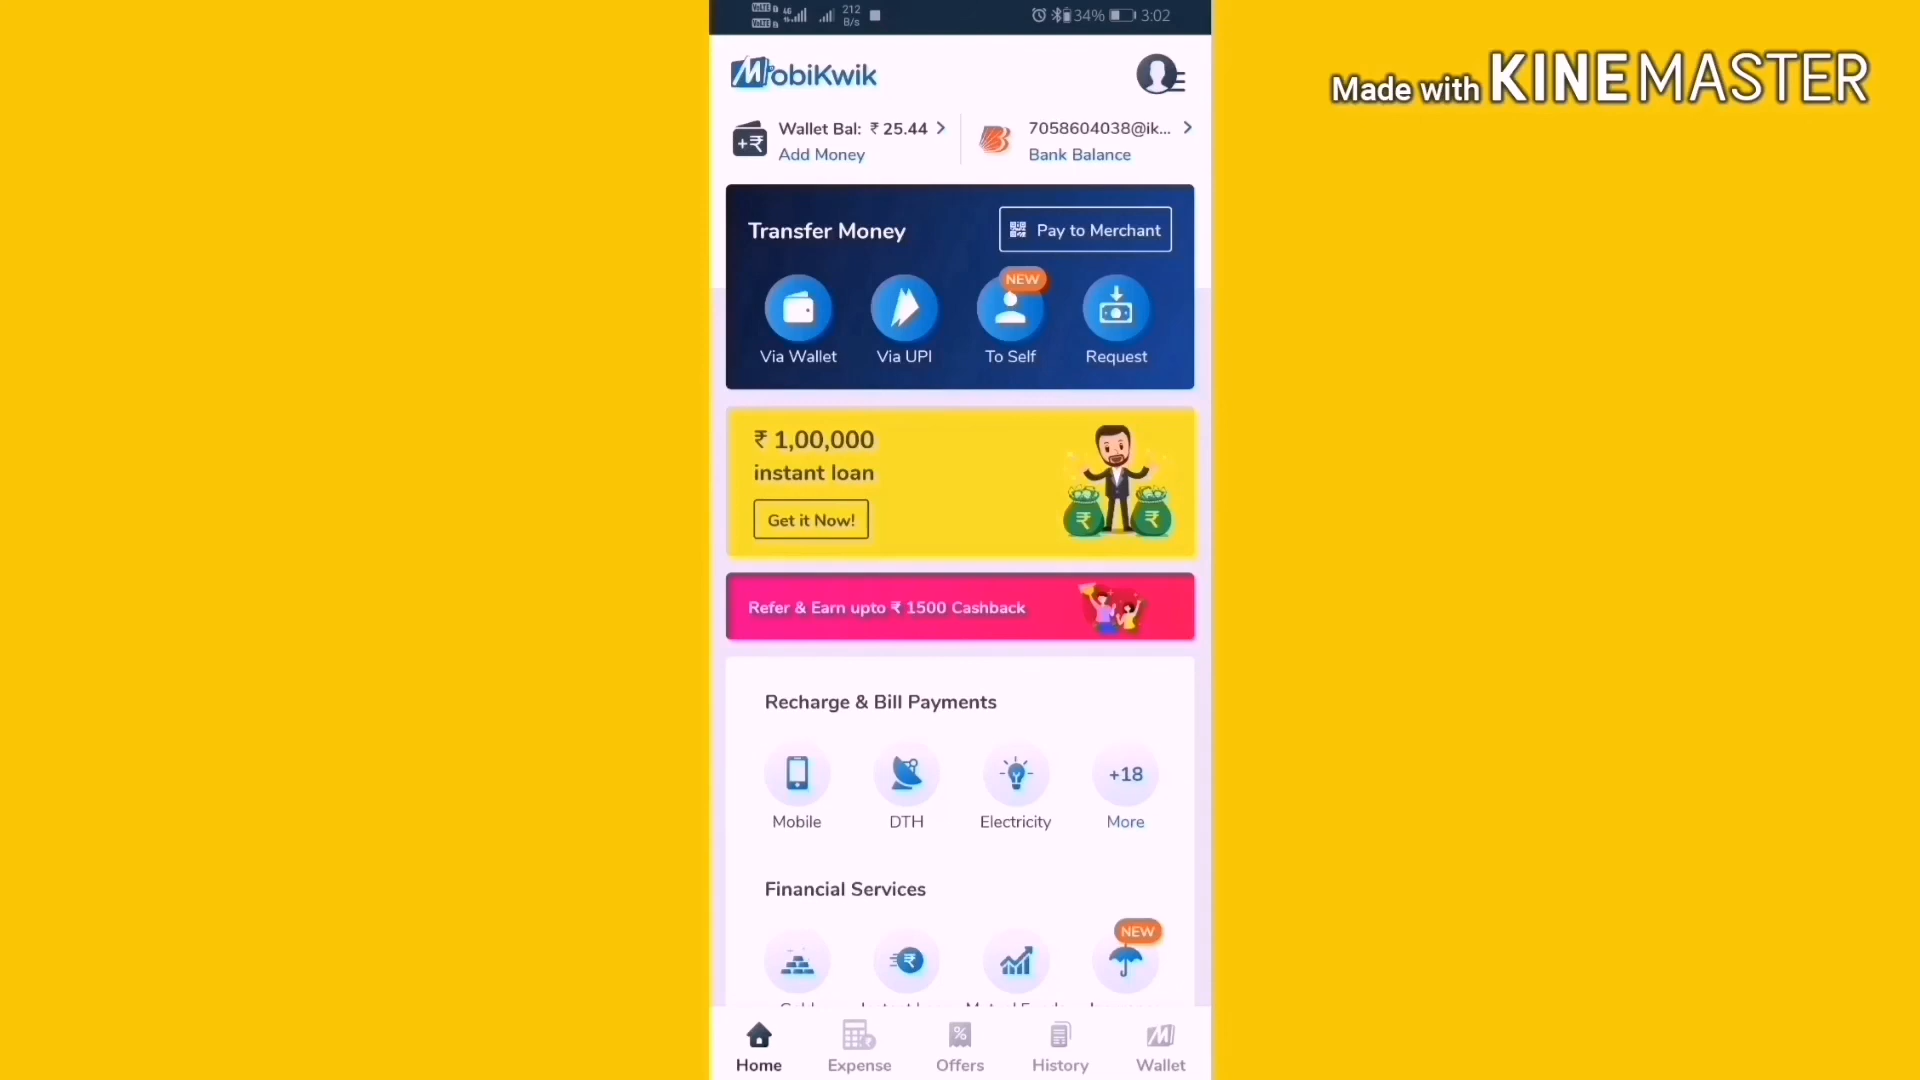 212
B/s
34%
3:02
Made with KINEMASTER
MobiKwik
Wallet Bal: ₹ 25.44
Add Money
7058604038@ik...
Bank Balance
Transfer Money
Pay to Merchant
NEW
Via Wallet
Via UPI
To Self
Request
₹ 1,00,000
instant loan
Get it Now!
Refer & Earn upto ₹ 1500 Cashback
Recharge & Bill Payments
+18
Mobile
DTH
Electricity
More
Financial Services
NEW
Home
Expense
Offers
History
Wallet